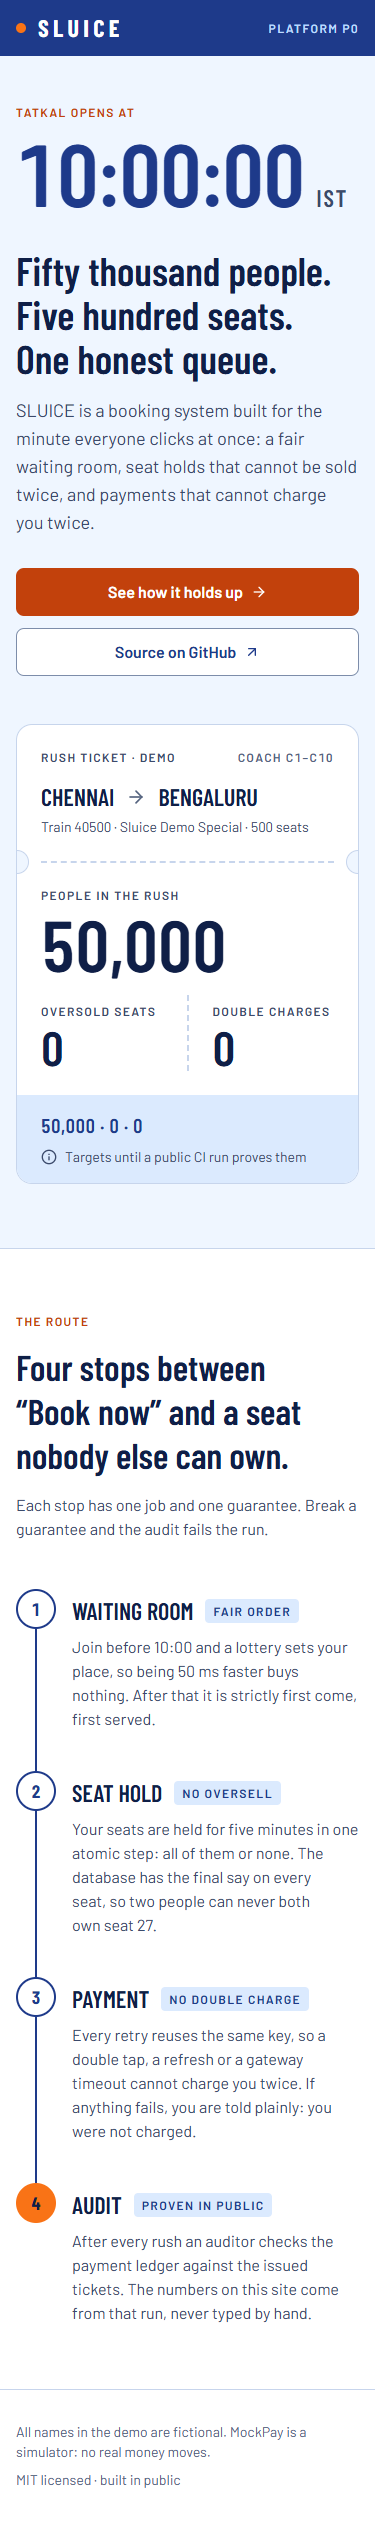 SLUICE
PLATFORM P0
TATKAL OPENS AT
10:00:00 IST
Fifty thousand people.
Five hundred seats.
One honest queue.
SLUICE is a booking system built for the
minute everyone clicks at once: a fair
waiting room, seat holds that cannot be sold
twice, and payments that cannot charge
you twice.
See how it holds up →
Source on GitHub ↗
RUSH TICKET · DEMO
COACH C1–C10
CHENNAI → BENGALURU
Train 40500 · Sluice Demo Special · 500 seats
PEOPLE IN THE RUSH
50,000
OVERSOLD SEATS
0
DOUBLE CHARGES
0
50,000 · 0 · 0
Targets until a public CI run proves them
THE ROUTE
Four stops between
“Book now” and a seat
nobody else can own.
Each stop has one job and one guarantee. Break a
guarantee and the audit fails the run.
1
WAITING ROOM
FAIR ORDER
Join before 10:00 and a lottery sets your
place, so being 50 ms faster buys
nothing. After that it is strictly first come,
first served.
2
SEAT HOLD
NO OVERSELL
Your seats are held for five minutes in one
atomic step: all of them or none. The
database has the final say on every
seat, so two people can never both
own seat 27.
3
PAYMENT
NO DOUBLE CHARGE
Every retry reuses the same key, so a
double tap, a refresh or a gateway
timeout cannot charge you twice. If
anything fails, you are told plainly: you
were not charged.
4
AUDIT
PROVEN IN PUBLIC
After every rush an auditor checks the
payment ledger against the issued
tickets. The numbers on this site come
from that run, never typed by hand.
All names in the demo are fictional. MockPay is a
simulator: no real money moves.
MIT licensed · built in public